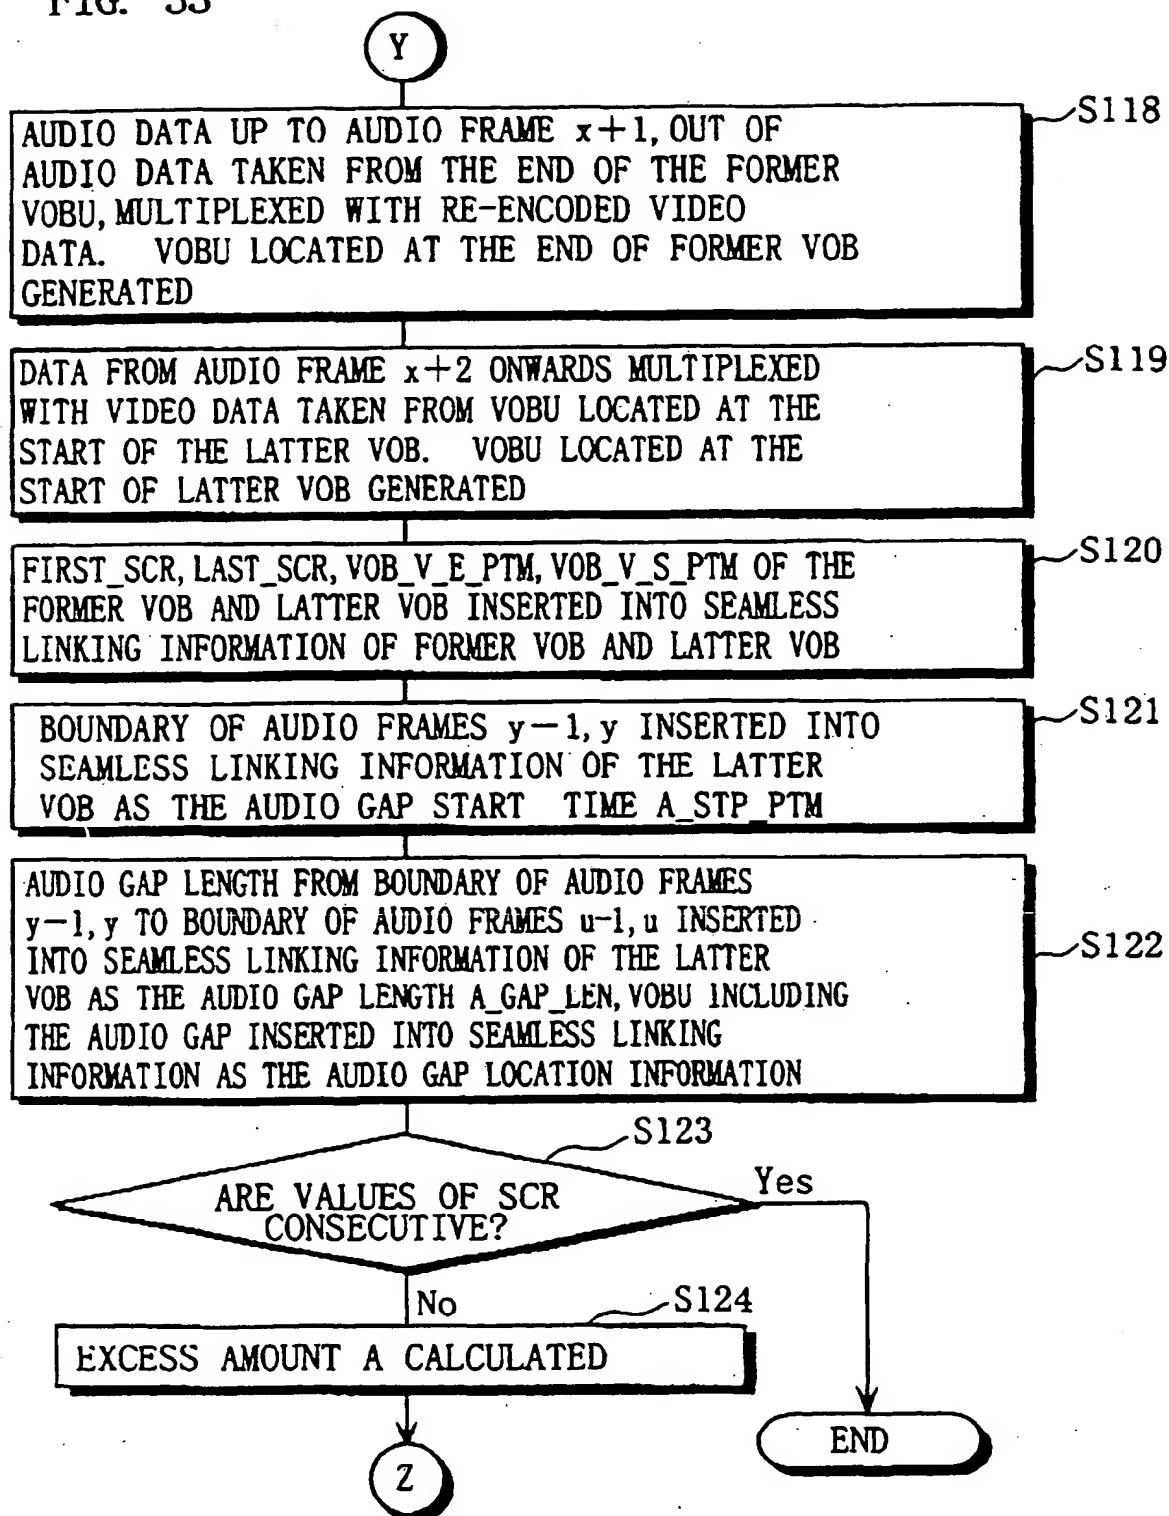 FIG. 33
Y
S118
AUDIO DATA UP TO AUDIO FRAME x+1, OUT OF
AUDIO DATA TAKEN FROM THE END OF THE FORMER
VOBU, MULTIPLEXED WITH RE-ENCODED VIDEO
DATA. VOBU LOCATED AT THE END OF FORMER VOB
GENERATED
S119
DATA FROM AUDIO FRAME x+2 ONWARDS MULTIPLEXED
WITH VIDEO DATA TAKEN FROM VOBU LOCATED AT THE
START OF THE LATTER VOB. VOBU LOCATED AT THE
START OF LATTER VOB GENERATED
S120
FIRST_SCR, LAST_SCR, VOB_V_E_PTM, VOB_V_S_PTM OF THE
FORMER VOB AND LATTER VOB INSERTED INTO SEAMLESS
LINKING INFORMATION OF FORMER VOB AND LATTER VOB
S121
BOUNDARY OF AUDIO FRAMES y-1, y INSERTED INTO
SEAMLESS LINKING INFORMATION OF THE LATTER
VOB AS THE AUDIO GAP START TIME A_STP_PTM
S122
AUDIO GAP LENGTH FROM BOUNDARY OF AUDIO FRAMES
y-1, y TO BOUNDARY OF AUDIO FRAMES u-1, u INSERTED
INTO SEAMLESS LINKING INFORMATION OF THE LATTER
VOB AS THE AUDIO GAP LENGTH A_GAP_LEN, VOBU INCLUDING
THE AUDIO GAP INSERTED INTO SEAMLESS LINKING
INFORMATION AS THE AUDIO GAP LOCATION INFORMATION
S123
ARE VALUES OF SCR
CONSECUTIVE?
Yes
No
S124
EXCESS AMOUNT A CALCULATED
END
Z